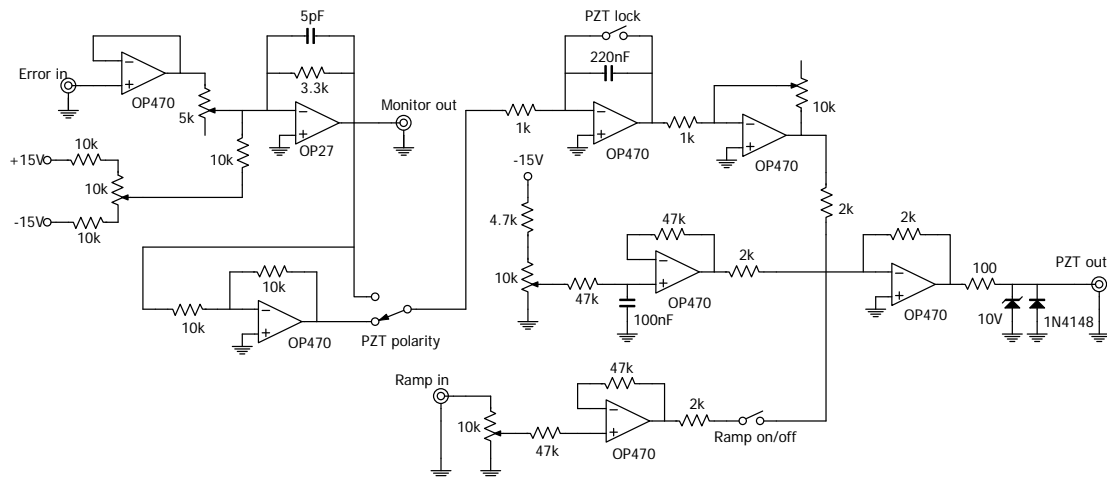 5pF
PZT lock
Error in
OP470
5k
3.3k
Monitor out
OP27
220nF
1k
OP470
1k
10k
OP470
+15V
10k
10k
10k
-15V
10k
-15V
4.7k
10k
47k
47k
OP470
100nF
2k
2k
2k
OP470
100
PZT out
10V
1N4148
10k
10k
OP470
PZT polarity
Ramp in
10k
47k
47k
OP470
2k
Ramp on/off